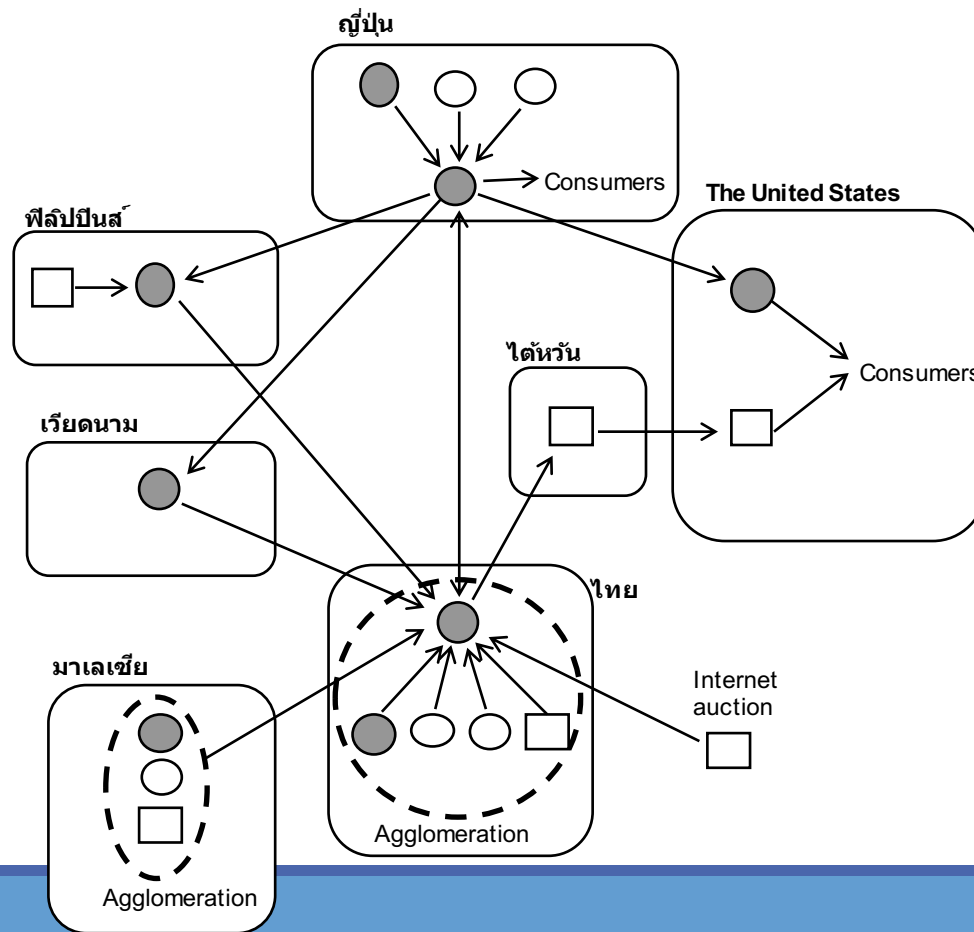 ญี่ปุ่น
Consumers
The United States
ฟิลิปปินส์
ไต้หวัน
Consumers
เวียดนาม
ไทย
มาเลเซีย
Internet
auction
Agglomeration
Agglomeration